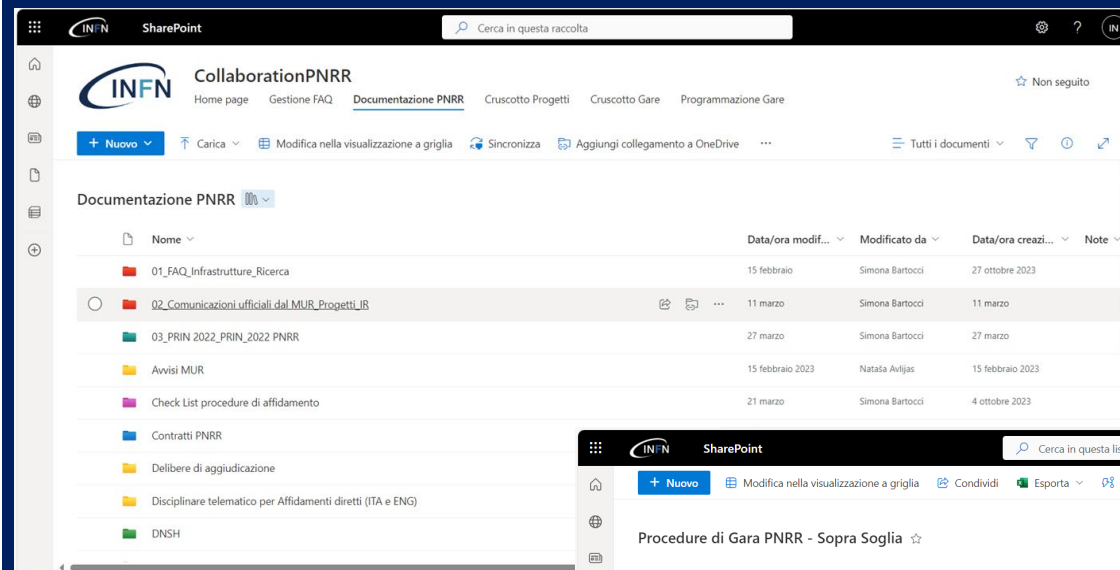 INFN SharePoint Cerca in questa raccolta ? IN
INFN
CollaborationPNRR
Non seguito
Home page Gestione FAQ Documentazione PNRR Cruscotto Progetti Cruscotto Gare Programmazione Gare
+ Nuovo Carica Modifica nella visualizzazione a griglia Sincronizza Aggiungi collegamento a OneDrive ... Tutti i documenti
Documentazione PNRR
Nome Data/ora modif... Modificato da Data/ora creazi... Note
01_FAQ_Infrastrutture_Ricerca 15 febbraio Simona Bartocci 27 ottobre 2023
02_Comunicazioni ufficiali dal MUR_Progetti_IR ... 11 marzo Simona Bartocci 11 marzo
03_PRIN 2022_PRIN_2022 PNRR 27 marzo Simona Bartocci 27 marzo
Avvisi MUR 15 febbraio 2023 Nataša Avlijas 15 febbraio 2023
Check List procedure di affidamento 21 marzo Simona Bartocci 4 ottobre 2023
Contratti PNRR
Delibere di aggiudicazione
Disciplinare telematico per Affidamenti diretti (ITA e ENG)
DNSH
INFN SharePoint Cerca in questa lis
+ Nuovo Modifica nella visualizzazione a griglia Condividi Esporta
Procedure di Gara PNRR - Sopra Soglia